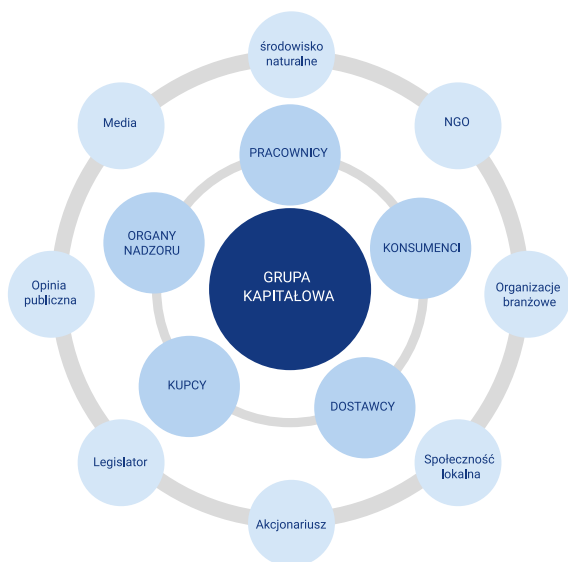 środowisko
naturalne
Media
NGO
PRACOWNICY
ORGANY
NADZORU
KONSUMENCI
GRUPA
KAPITAŁOWA
Opinia
publiczna
Organizacje
branżowe
KUPCY
DOSTAWCY
Legislator
Społeczność
lokalna
Akcjonariusz